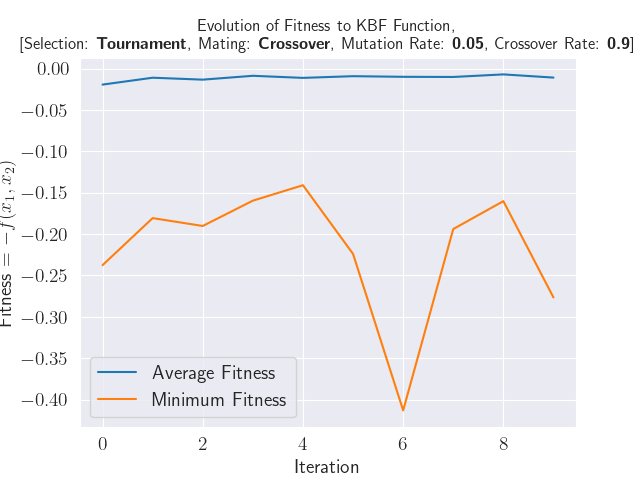 Evolution of Fitness to KBF Function,
[Selection: Tournament, Mating: Crossover, Mutation Rate: 0.05, Crossover Rate: 0.9]
0.00
−0.05
−0.10
−0.15
−0.20
−0.25
−0.30
−0.35
−0.40
Fitness = −f(x₁, x₂)
Average Fitness
Minimum Fitness
0 2 4 6 8
Iteration